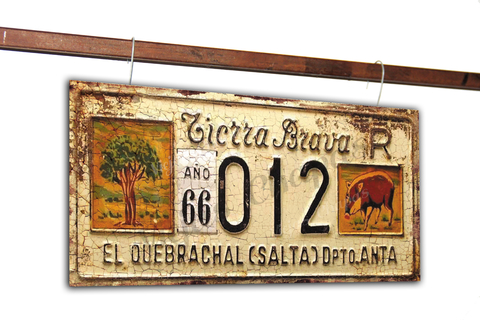 Tierra Brava R
AÑO
66 012
EL QUEBRACHAL (SALTA) DPTO. ANTA